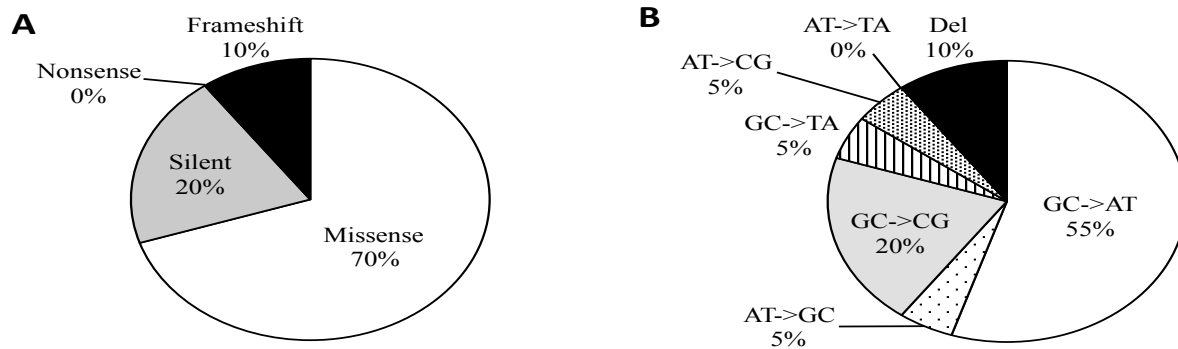 A
Frameshift
10%
Nonsense
0%
Silent
20%
Missense
70%
B
AT->TA
0%
Del
10%
AT->CG
5%
GC->TA
5%
GC->CG
20%
GC->AT
55%
AT->GC
5%